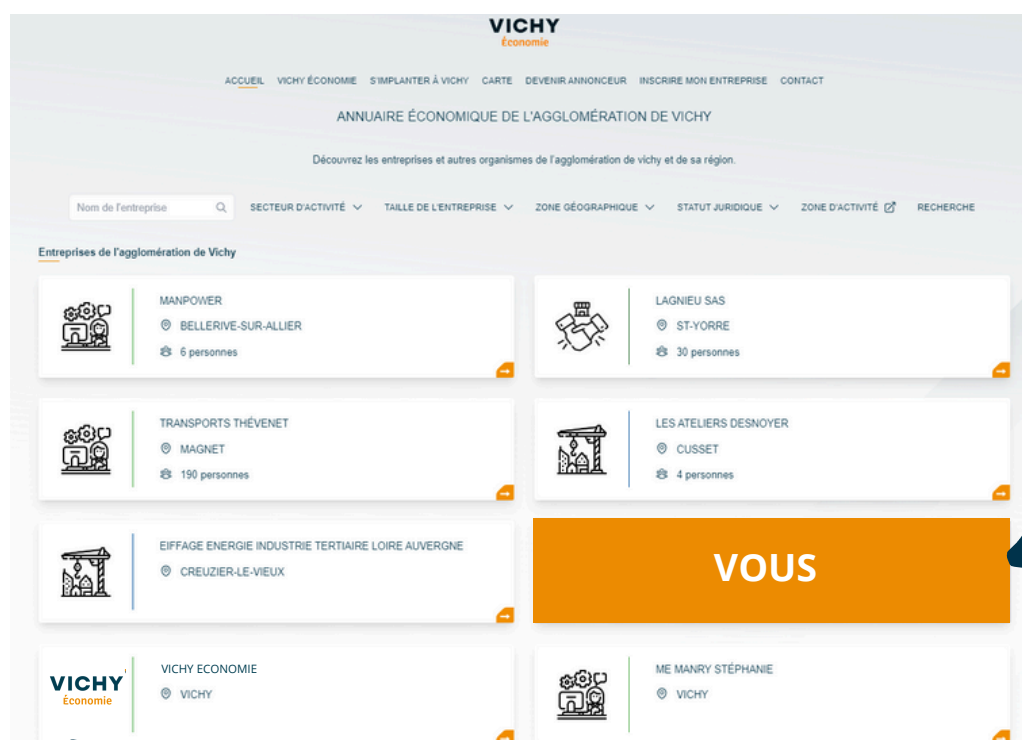 VICHY
Économie
ACCUEIL VICHY ÉCONOMIE S'IMPLANTER À VICHY CARTE DEVENIR ANNONCEUR INSCRIRE MON ENTREPRISE CONTACT
ANNUAIRE ÉCONOMIQUE DE L'AGGLOMÉRATION DE VICHY
Découvrez les entreprises et autres organismes de l'agglomération de vichy et de sa région.
Nom de l'entreprise SECTEUR D'ACTIVITÉ TAILLE DE L'ENTREPRISE ZONE GÉOGRAPHIQUE STATUT JURIDIQUE ZONE D'ACTIVITÉ RECHERCHE
Entreprises de l'agglomération de Vichy
MANPOWER
BELLERIVE-SUR-ALLIER
6 personnes
LAGNIEU SAS
ST-YORRE
30 personnes
TRANSPORTS THÉVENET
MAGNET
190 personnes
LES ATELIERS DESNOYER
CUSSET
4 personnes
EIFFAGE ENERGIE INDUSTRIE TERTIAIRE LOIRE AUVERGNE
CREUZIER-LE-VIEUX
VOUS
VICHY
Économie
VICHY ECONOMIE
VICHY
ME MANRY STÉPHANIE
VICHY